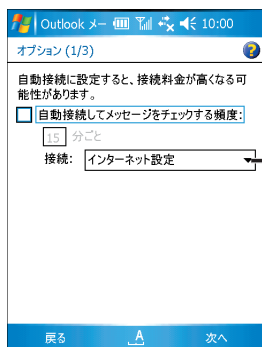 Outlook メー 10:00
オプション (1/3)
自動接続に設定すると、接続料金が高くなる可
能性があります。
自動接続してメッセージをチェックする頻度:
15 分ごと
接続: インターネット設定
戻る A 次へ